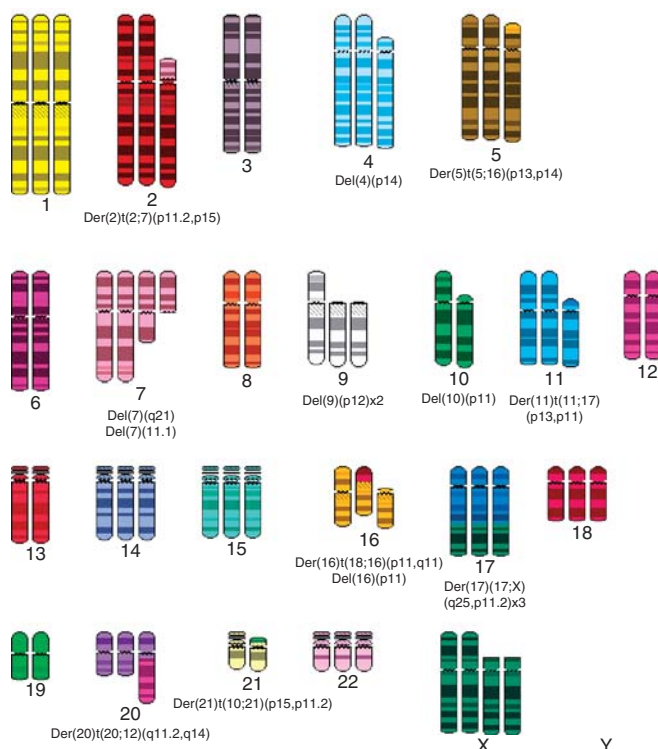 1
2
3
4
5
Der(2)t(2;7)(p11.2,p15)
Del(4)(p14)
Der(5)t(5;16)(p13,p14)
6
7
8
9
10
11
12
Del(7)(q21)
Del(7)(11.1)
Del(9)(p12)x2
Del(10)(p11)
Der(11)t(11;17)
(p13,p11)
13
14
15
16
17
18
Der(16)t(18;16)(p11,q11)
Del(16)(p11)
Der(17)(17;X)
(q25,p11.2)x3
19
20
21
22
X
Y
Der(21)t(10;21)(p15,p11.2)
Der(20)t(20;12)(q11.2,q14)